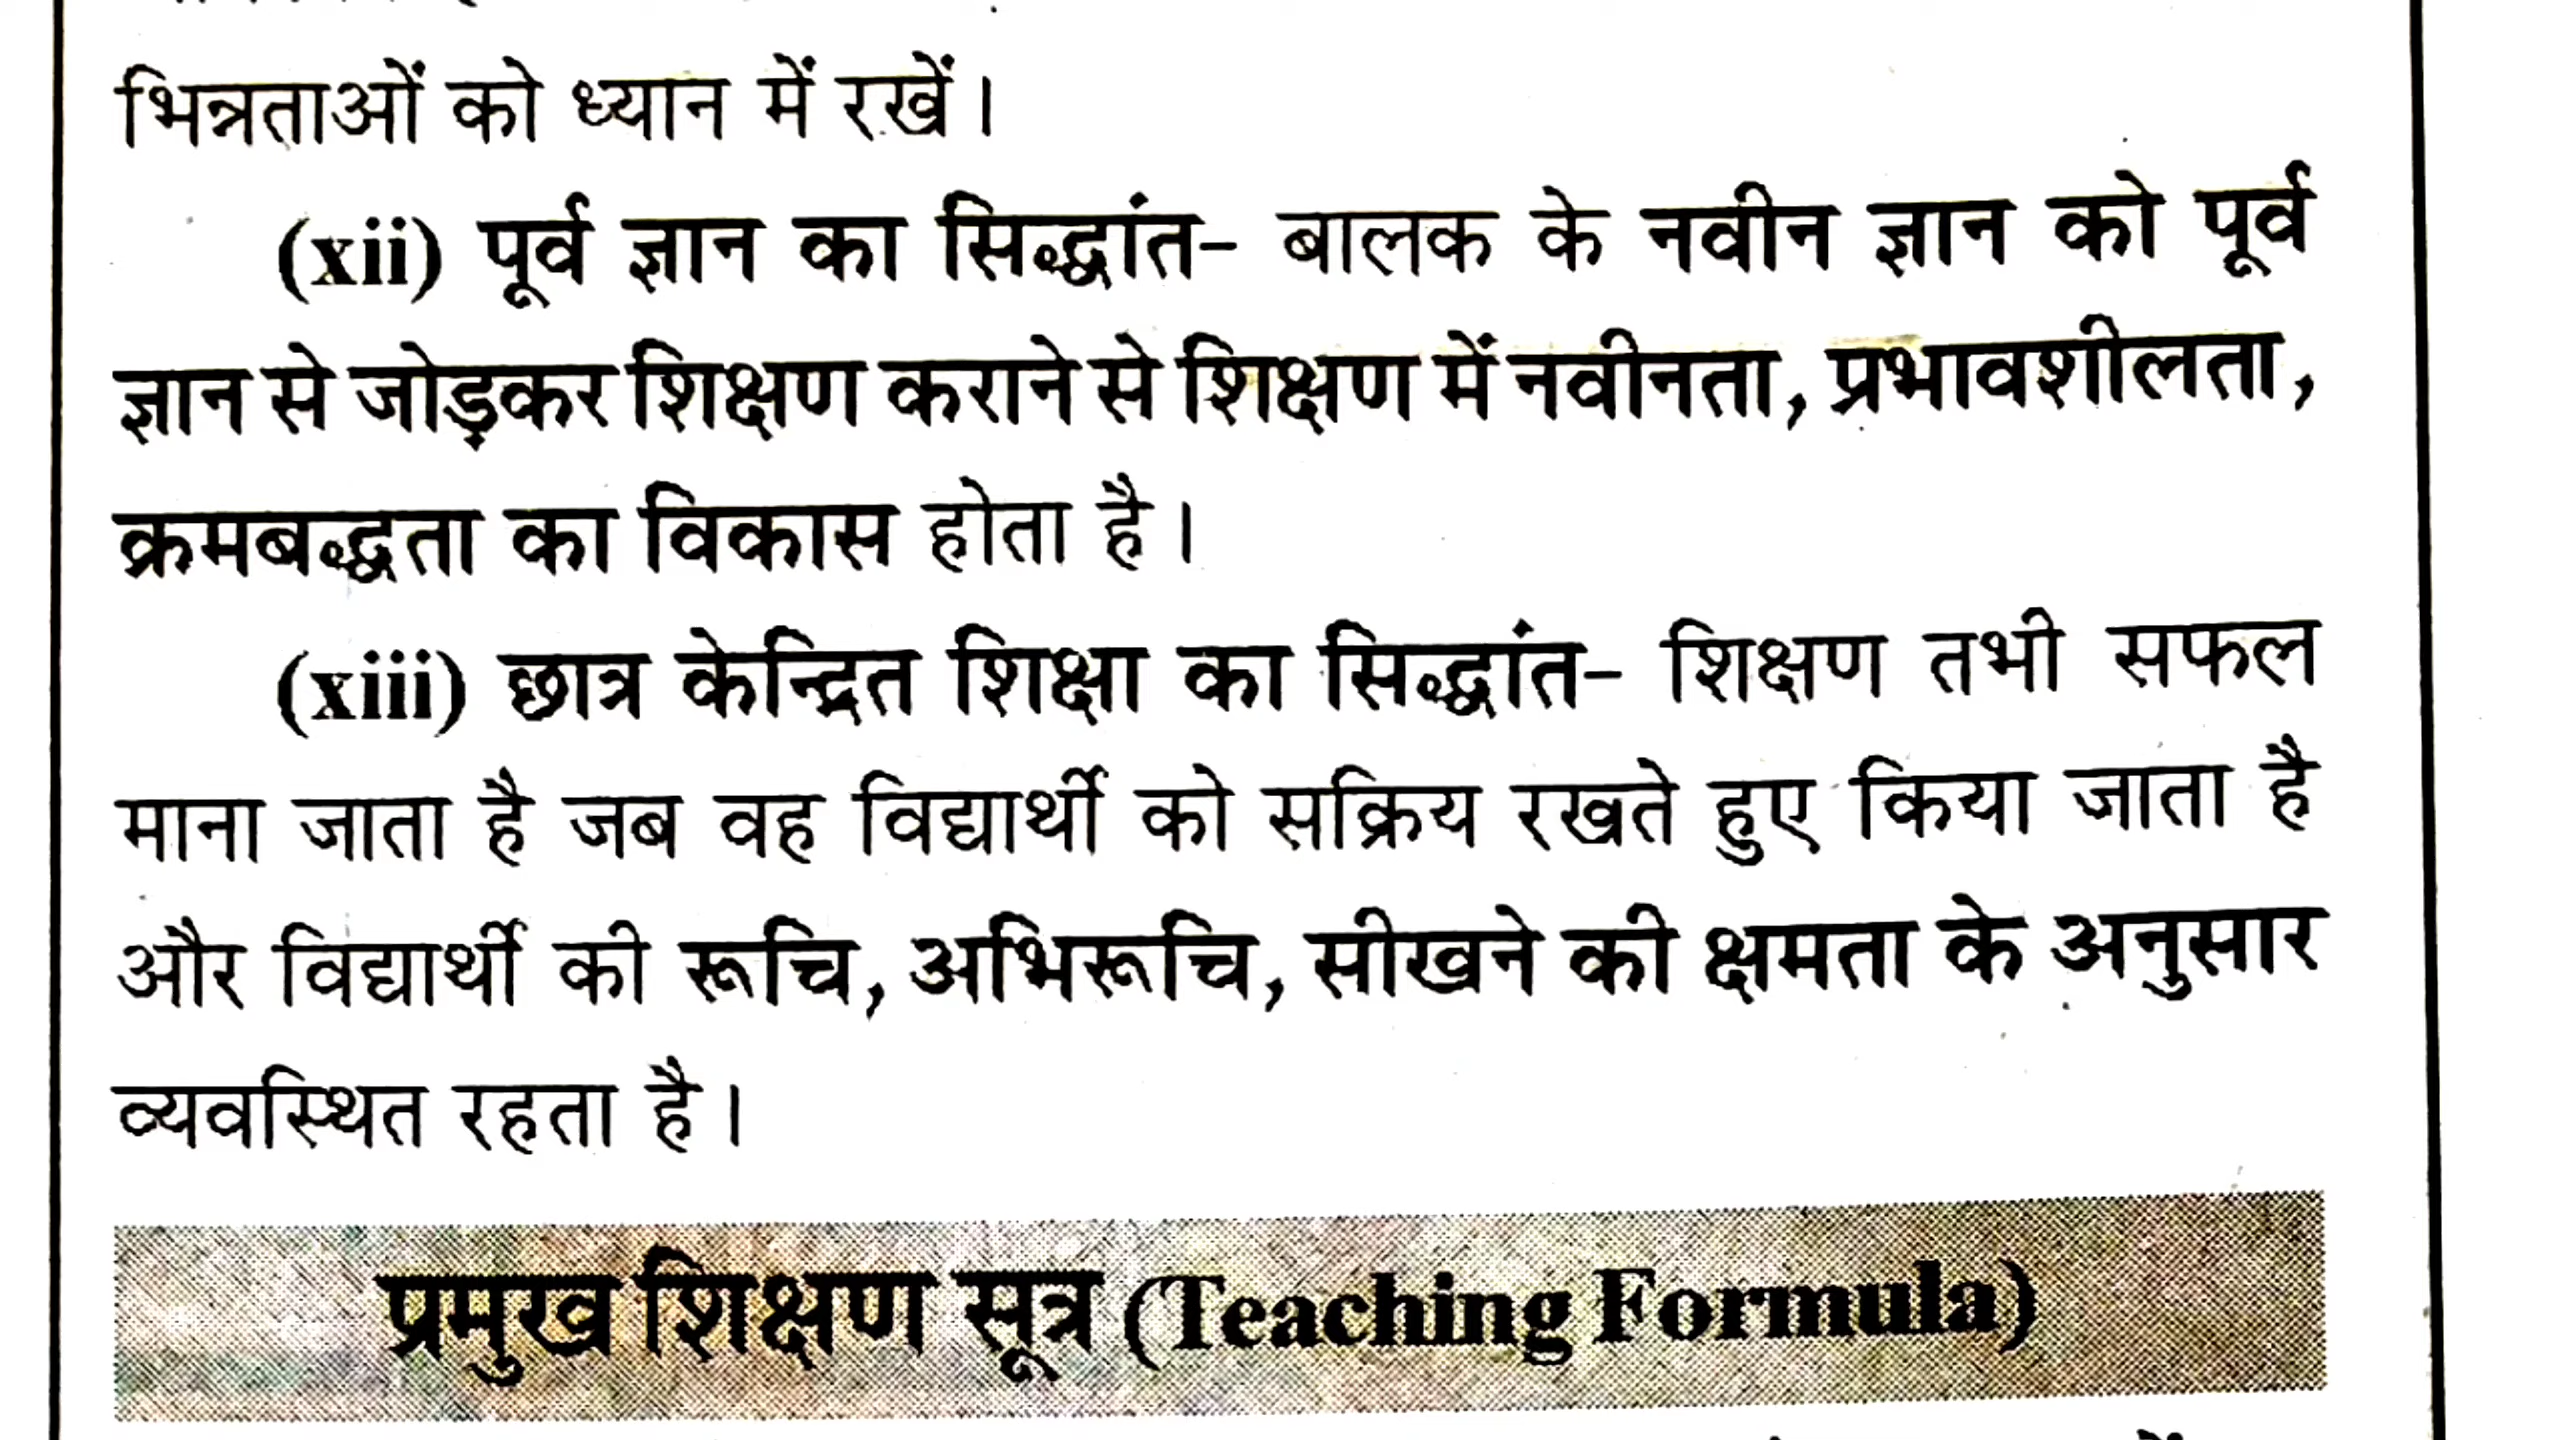 भिन्नताओं को ध्यान में रखें।
(xii) पूर्व ज्ञान का सिद्धांत– बालक के नवीन ज्ञान को पूर्व
ज्ञान से जोड़कर शिक्षण कराने से शिक्षण में नवीनता, प्रभावशीलता,
क्रमबद्धता का विकास होता है।
(xiii) छात्र केन्द्रित शिक्षा का सिद्धांत– शिक्षण तभी सफल
माना जाता है जब वह विद्यार्थी को सक्रिय रखते हुए किया जाता है
और विद्यार्थी की रूचि, अभिरूचि, सीखने की क्षमता के अनुसार
व्यवस्थित रहता है।
प्रमुख शिक्षण सूत्र (Teaching Formula)